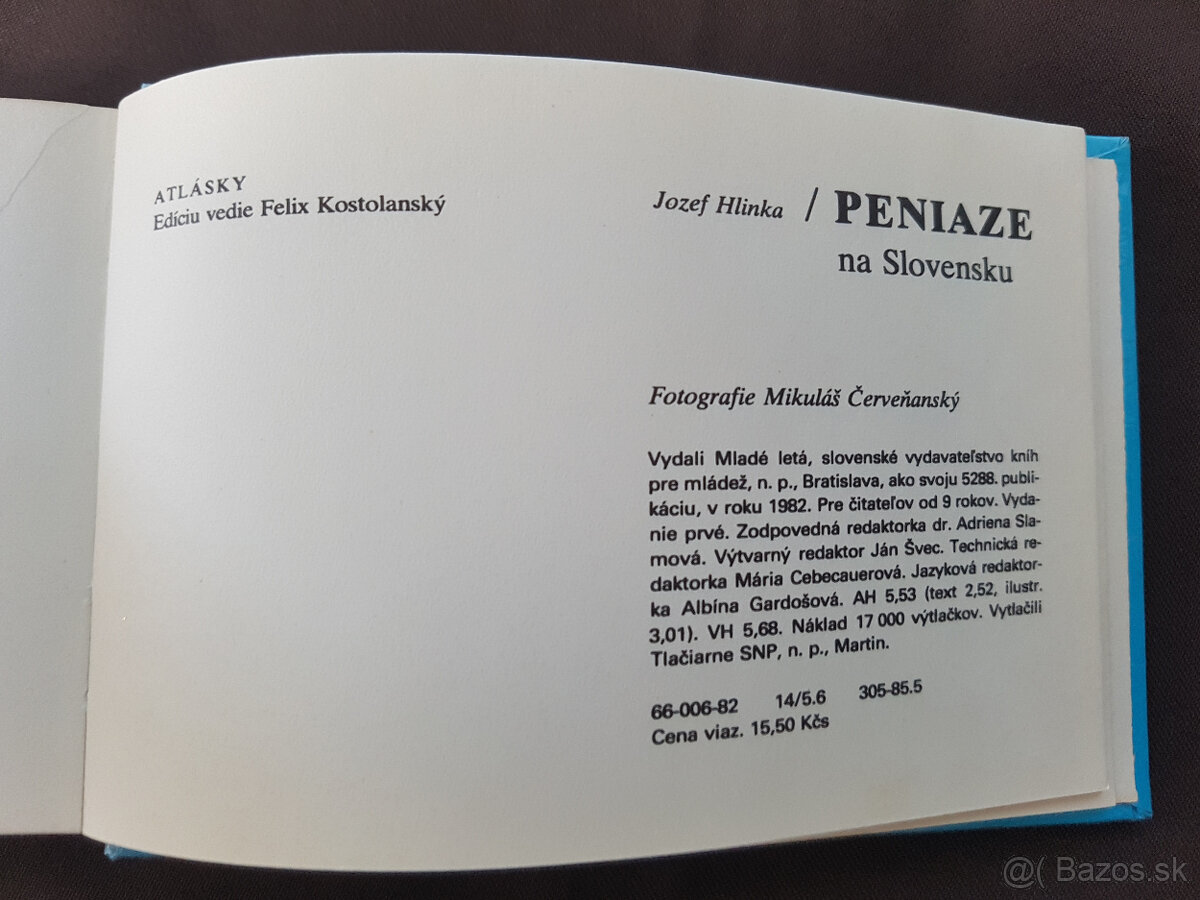 ATLÁSKY
Edíciu vedie Felix Kostolanský
Jozef Hlinka / PENIAZE
na Slovensku
Fotografie Mikuláš Červeňanský
Vydali Mladé letá, slovenské vydavateľstvo kníh
pre mládež, n. p., Bratislava, ako svoju 5288. publi-
káciu, v roku 1982. Pre čitateľov od 9 rokov. Vyda-
nie prvé. Zodpovedná redaktorka dr. Adriena Sla-
mová. Výtvarný redaktor Ján Švec. Technická re-
daktorka Mária Cebecauerová. Jazyková redaktor-
ka Albína Gardošová. AH 5,53 (text 2,52, ilustr.
3,01). VH 5,68. Náklad 17 000 výtlačkov. Vytlačili
Tlačiarne SNP, n. p., Martin.
66-006-82 14/5.6 305-85.5
Cena viaz. 15,50 Kčs
@( Bazos.sk